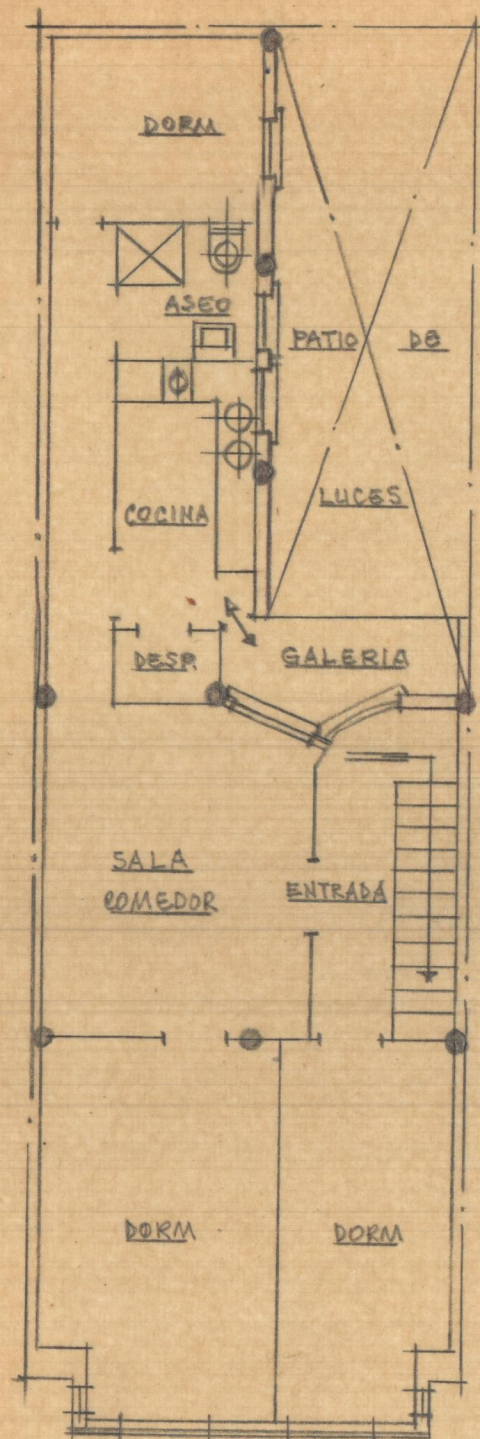 DORM
ASEO
PATIO DE
LUCES
COCINA
DESP.
GALERIA
SALA
COMEDOR
ENTRADA
DORM
DORM